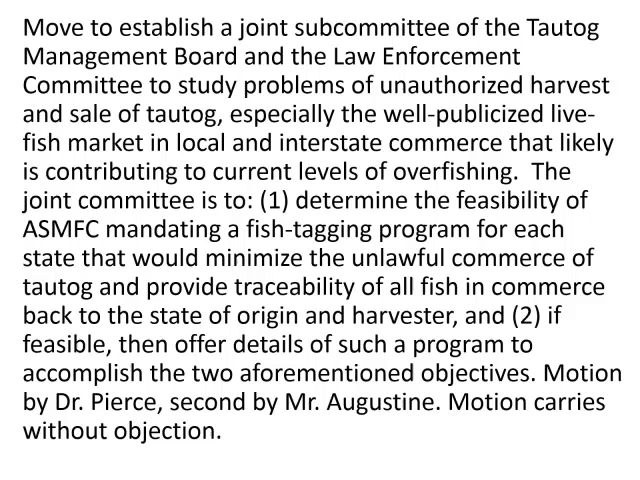 Move to establish a joint subcommittee of the Tautog
Management Board and the Law Enforcement
Committee to study problems of unauthorized harvest
and sale of tautog, especially the well-publicized live-
fish market in local and interstate commerce that likely
is contributing to current levels of overfishing.  The
joint committee is to: (1) determine the feasibility of
ASMFC mandating a fish-tagging program for each
state that would minimize the unlawful commerce of
tautog and provide traceability of all fish in commerce
back to the state of origin and harvester, and (2) if
feasible, then offer details of such a program to
accomplish the two aforementioned objectives. Motion
by Dr. Pierce, second by Mr. Augustine. Motion carries
without objection.